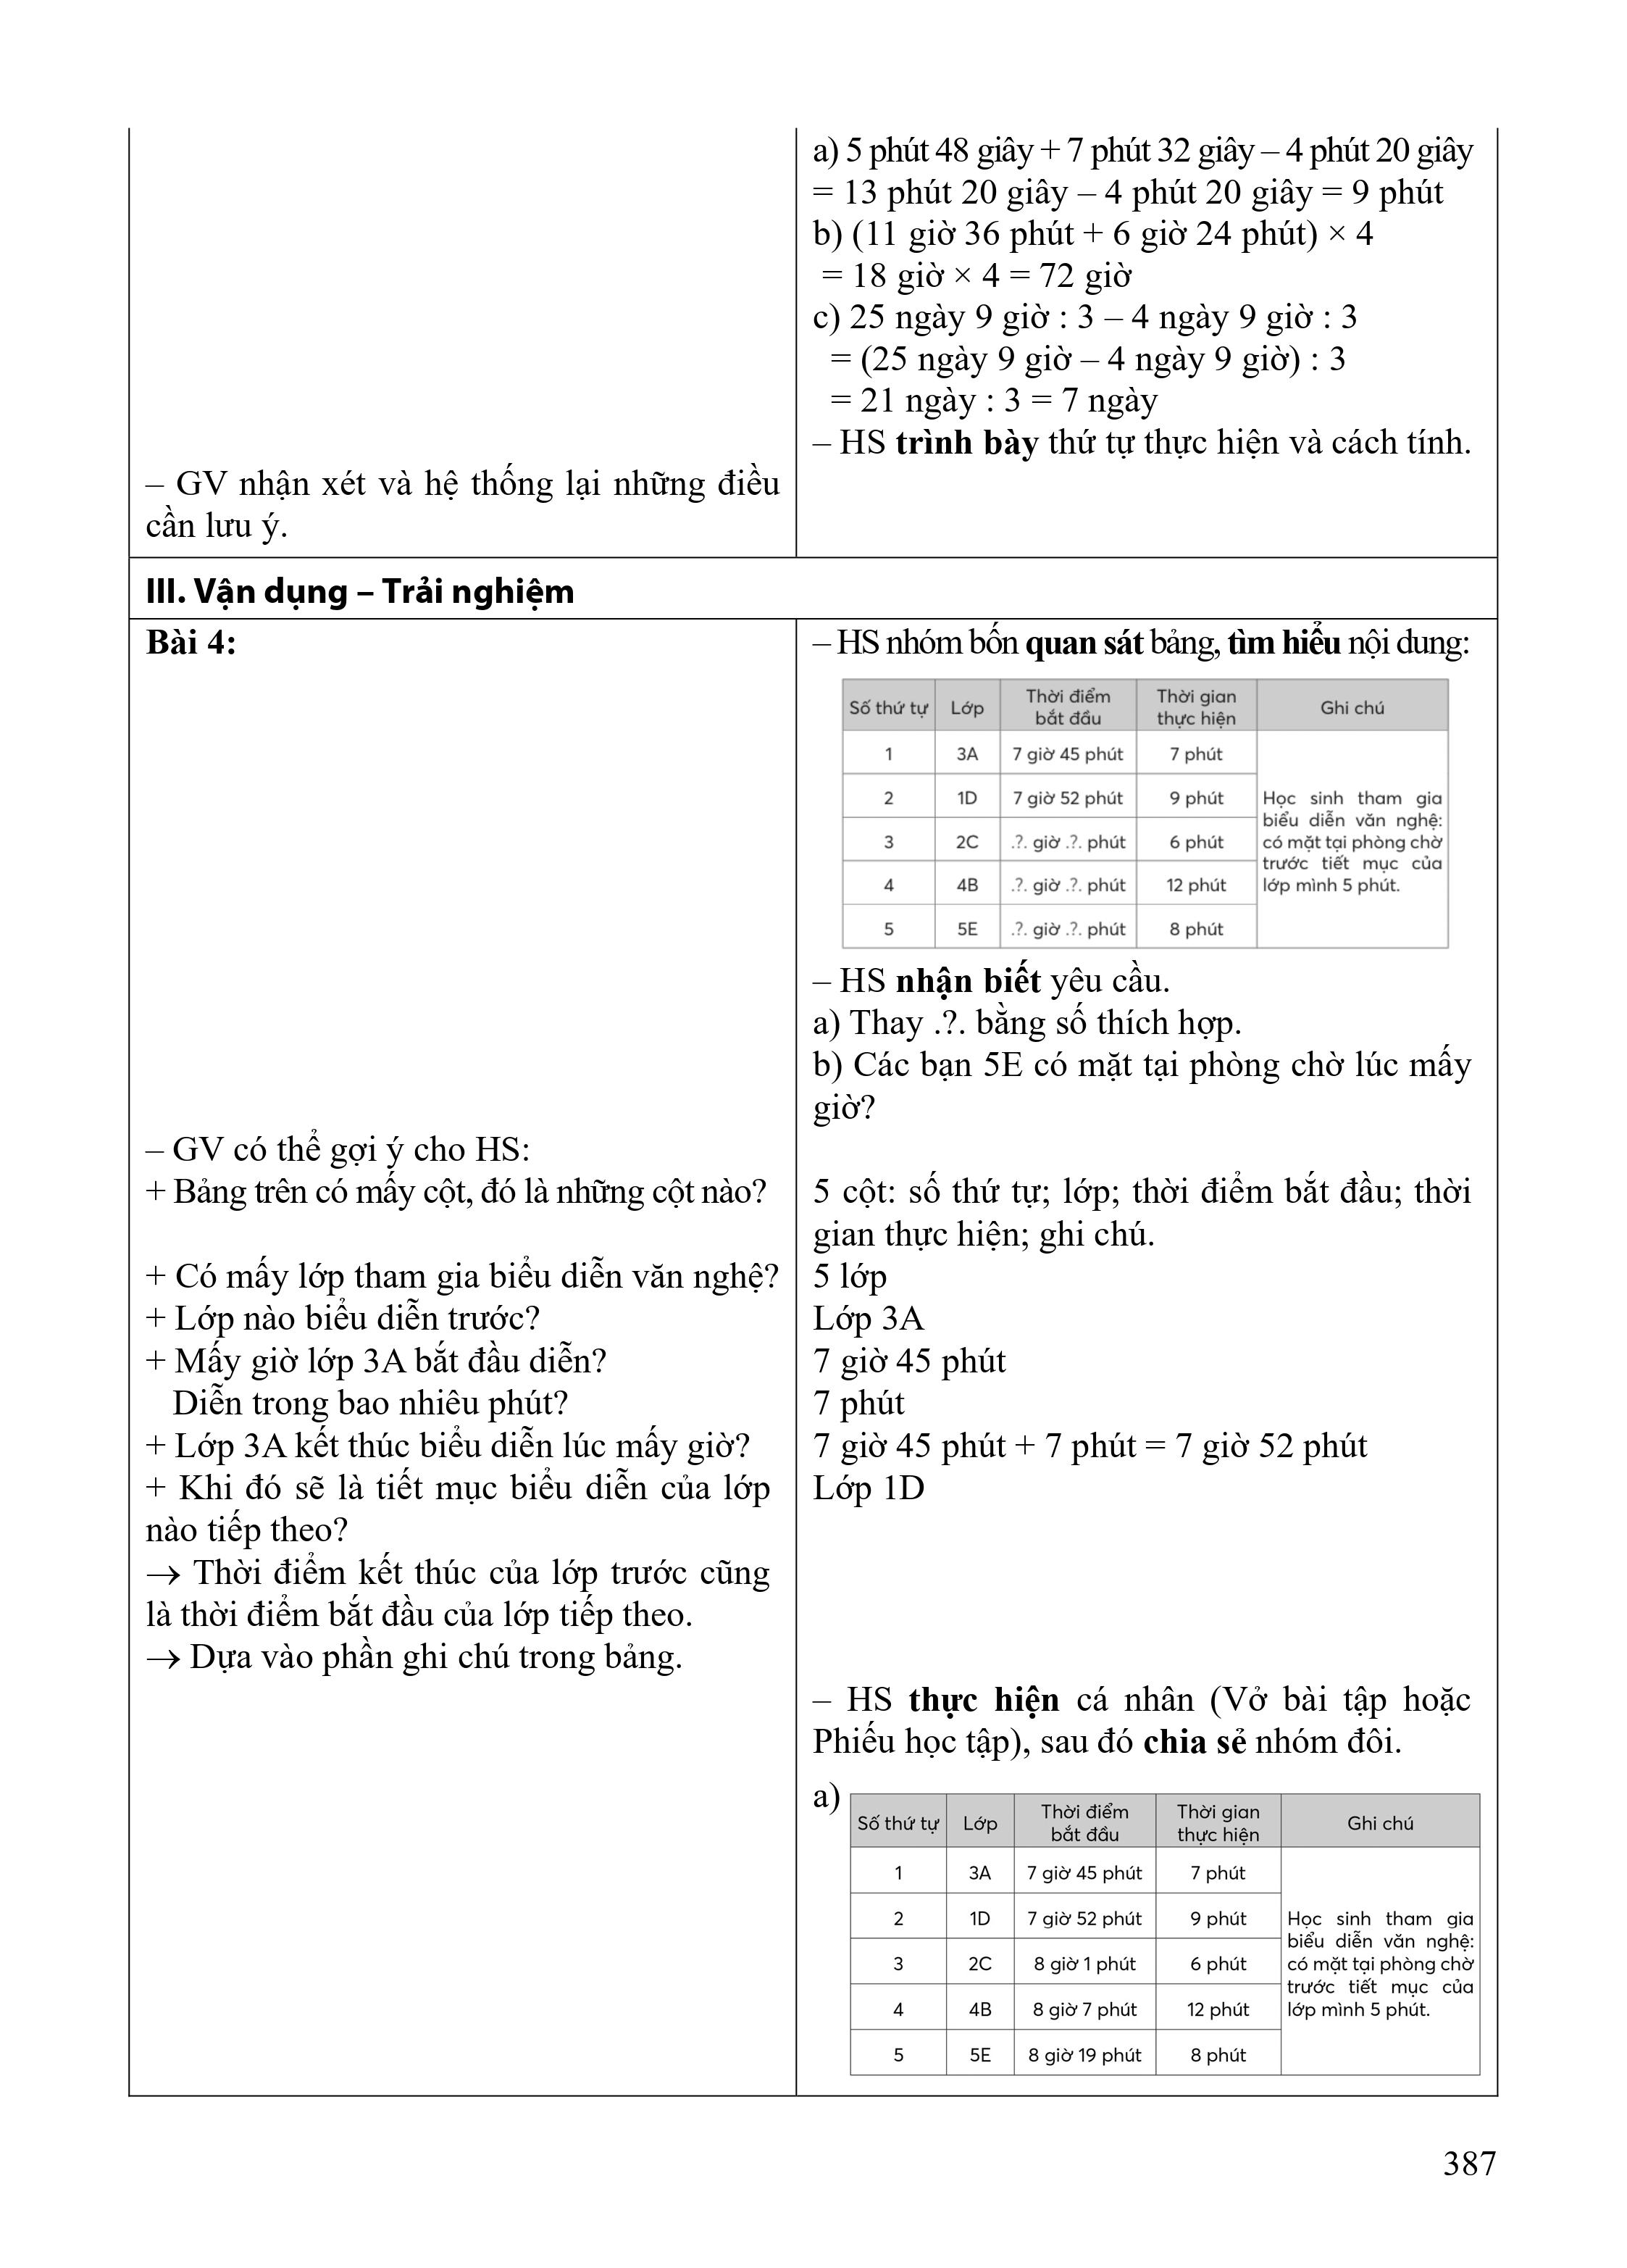 a) 5 phút 48 giây + 7 phút 32 giây – 4 phút 20 giây
= 13 phút 20 giây – 4 phút 20 giây = 9 phút
b) (11 giờ 36 phút + 6 giờ 24 phút) × 4
= 18 giờ × 4 = 72 giờ
c) 25 ngày 9 giờ : 3 – 4 ngày 9 giờ : 3
= (25 ngày 9 giờ – 4 ngày 9 giờ) : 3
= 21 ngày : 3 = 7 ngày
– HS trình bày thứ tự thực hiện và cách tính.
– GV nhận xét và hệ thống lại những điều
cần lưu ý.
III. Vận dụng – Trải nghiệm
Bài 4:
– HS nhóm bốn quan sát bảng, tìm hiểu nội dung:
Số thứ tự Lớp Thời điểm bắt đầu Thời gian thực hiện Ghi chú
1 3A 7 giờ 45 phút 7 phút
2 1D 7 giờ 52 phút 9 phút
3 2C .?. giờ .?. phút 6 phút
4 4B .?. giờ .?. phút 12 phút
5 5E .?. giờ .?. phút 8 phút
Học sinh tham gia
biểu diễn văn nghệ:
có mặt tại phòng chờ
trước tiết mục của
lớp mình 5 phút.
– HS nhận biết yêu cầu.
a) Thay .?. bằng số thích hợp.
b) Các bạn 5E có mặt tại phòng chờ lúc mấy
giờ?
– GV có thể gợi ý cho HS:
+ Bảng trên có mấy cột, đó là những cột nào?
5 cột: số thứ tự; lớp; thời điểm bắt đầu; thời
gian thực hiện; ghi chú.
+ Có mấy lớp tham gia biểu diễn văn nghệ?
5 lớp
+ Lớp nào biểu diễn trước?
Lớp 3A
+ Mấy giờ lớp 3A bắt đầu diễn?
7 giờ 45 phút
Diễn trong bao nhiêu phút?
7 phút
+ Lớp 3A kết thúc biểu diễn lúc mấy giờ?
7 giờ 45 phút + 7 phút = 7 giờ 52 phút
+ Khi đó sẽ là tiết mục biểu diễn của lớp
nào tiếp theo?
Lớp 1D
→ Thời điểm kết thúc của lớp trước cũng
là thời điểm bắt đầu của lớp tiếp theo.
→ Dựa vào phần ghi chú trong bảng.
– HS thực hiện cá nhân (Vở bài tập hoặc
Phiếu học tập), sau đó chia sẻ nhóm đôi.
a)
Số thứ tự Lớp Thời điểm bắt đầu Thời gian thực hiện Ghi chú
1 3A 7 giờ 45 phút 7 phút
2 1D 7 giờ 52 phút 9 phút
3 2C 8 giờ 1 phút 6 phút
4 4B 8 giờ 7 phút 12 phút
5 5E 8 giờ 19 phút 8 phút
Học sinh tham gia
biểu diễn văn nghệ:
có mặt tại phòng chờ
trước tiết mục của
lớp mình 5 phút.
387